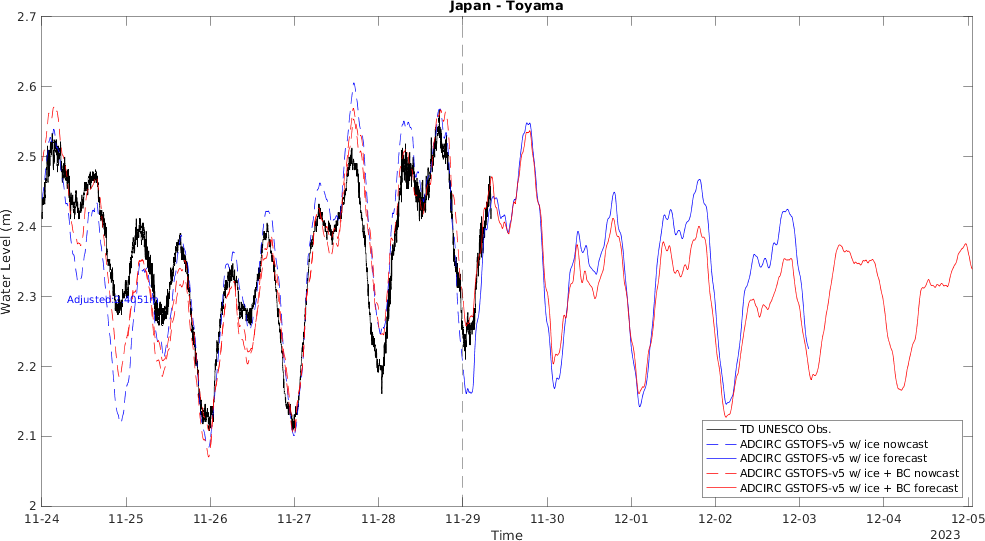 Japan - Toyama
2.7
2.6
2.5
2.4
2.3
2.2
2.1
2
Water Level (m)
TD UNESCO Obs.
ADCIRC GSTOFS-v5 w/ ice nowcast
ADCIRC GSTOFS-v5 w/ ice forecast
ADCIRC GSTOFS-v5 w/ ice + BC nowcast
ADCIRC GSTOFS-v5 w/ ice + BC forecast
11-24 11-25 11-26 11-27 11-28 11-29 11-30 12-01 12-02 12-03 12-04 12-05
Time
2023